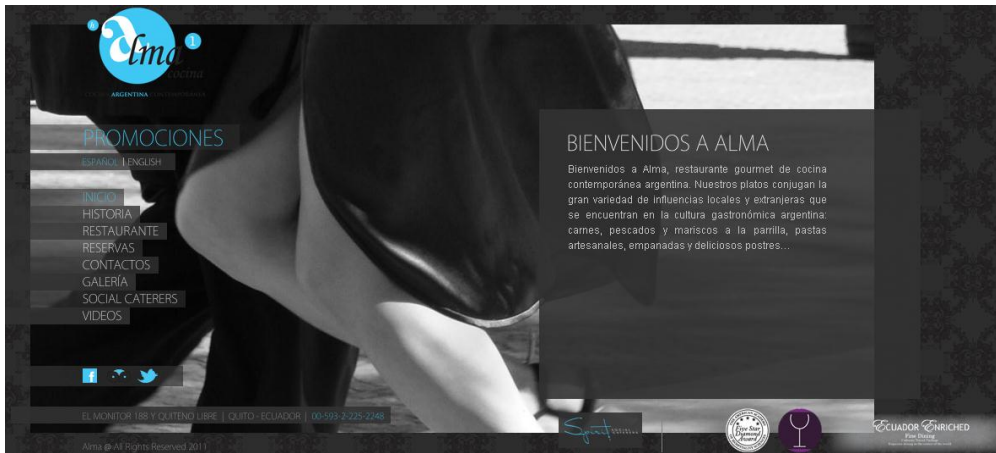 alma
cocina
ARGENTINA
PROMOCIONES
ESPAÑOL | ENGLISH
INICIO
HISTORIA
RESTAURANTE
RESERVAS
CONTACTOS
GALERÍA
SOCIAL CATERERS
VIDEOS
BIENVENIDOS A ALMA
Bienvenidos a Alma, restaurante gourmet de cocina
contemporánea argentina. Nuestros platos conjugan la
gran variedad de influencias locales y extranjeras que
se encuentran en la cultura gastronómica argentina:
carnes, pescados y mariscos a la parrilla, pastas
artesanales, empanadas y deliciosos postres...
EL MONITOR 188 Y QUITEÑO LIBRE | QUITO - ECUADOR | 00-593-2-225-2248
Alma @ All Rights Reserved 2011
Spirit
Five Star
Diamond
Award
ECUADOR ENRICHED
Fine Dining